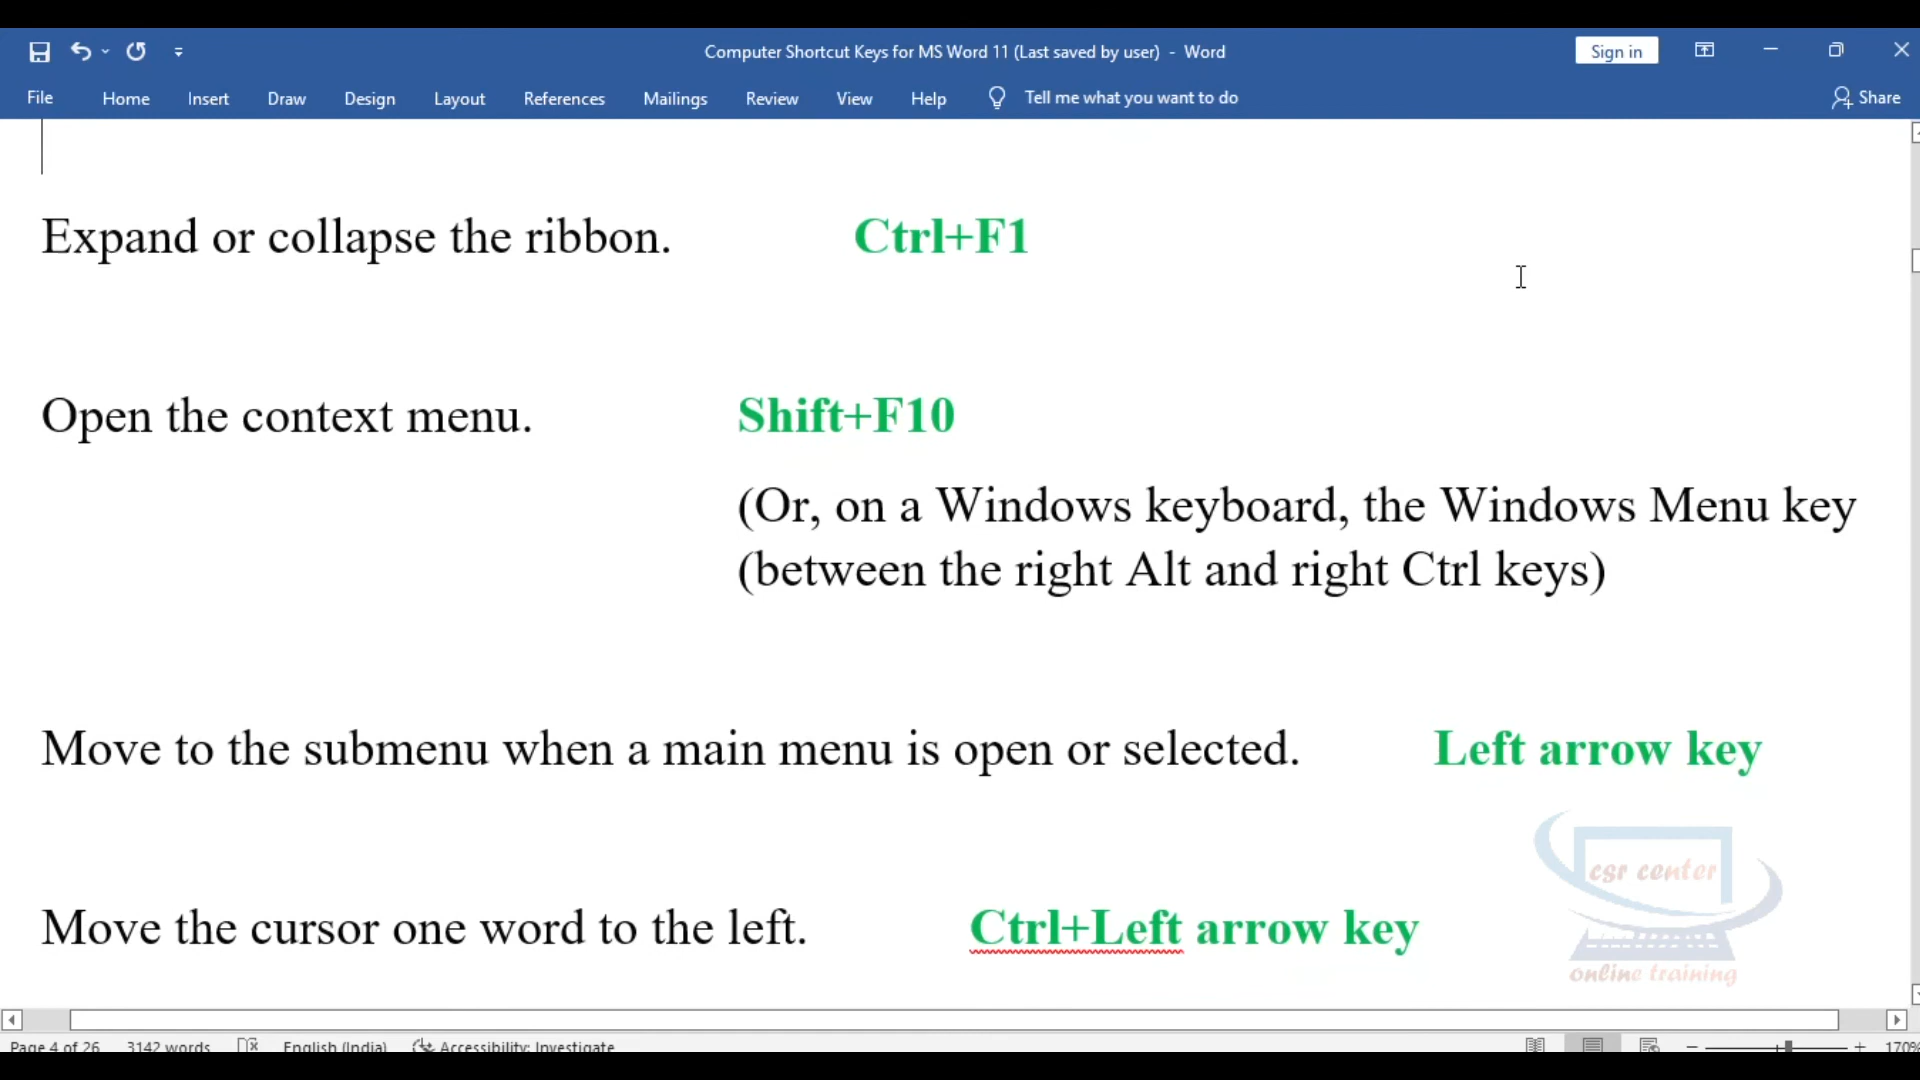 Computer Shortcut Keys for MS Word 11 (Last saved by user) - Word
Sign in
File Home Insert Draw Design Layout References Mailings Review View Help Tell me what you want to do Share
Expand or collapse the ribbon. Ctrl+F1
Open the context menu. Shift+F10
(Or, on a Windows keyboard, the Windows Menu key
(between the right Alt and right Ctrl keys)
Move to the submenu when a main menu is open or selected. Left arrow key
Move the cursor one word to the left. Ctrl+Left arrow key
csr center
online training
Page 4 of 26 3142 words English (India) Accessibility: Investigate 170%